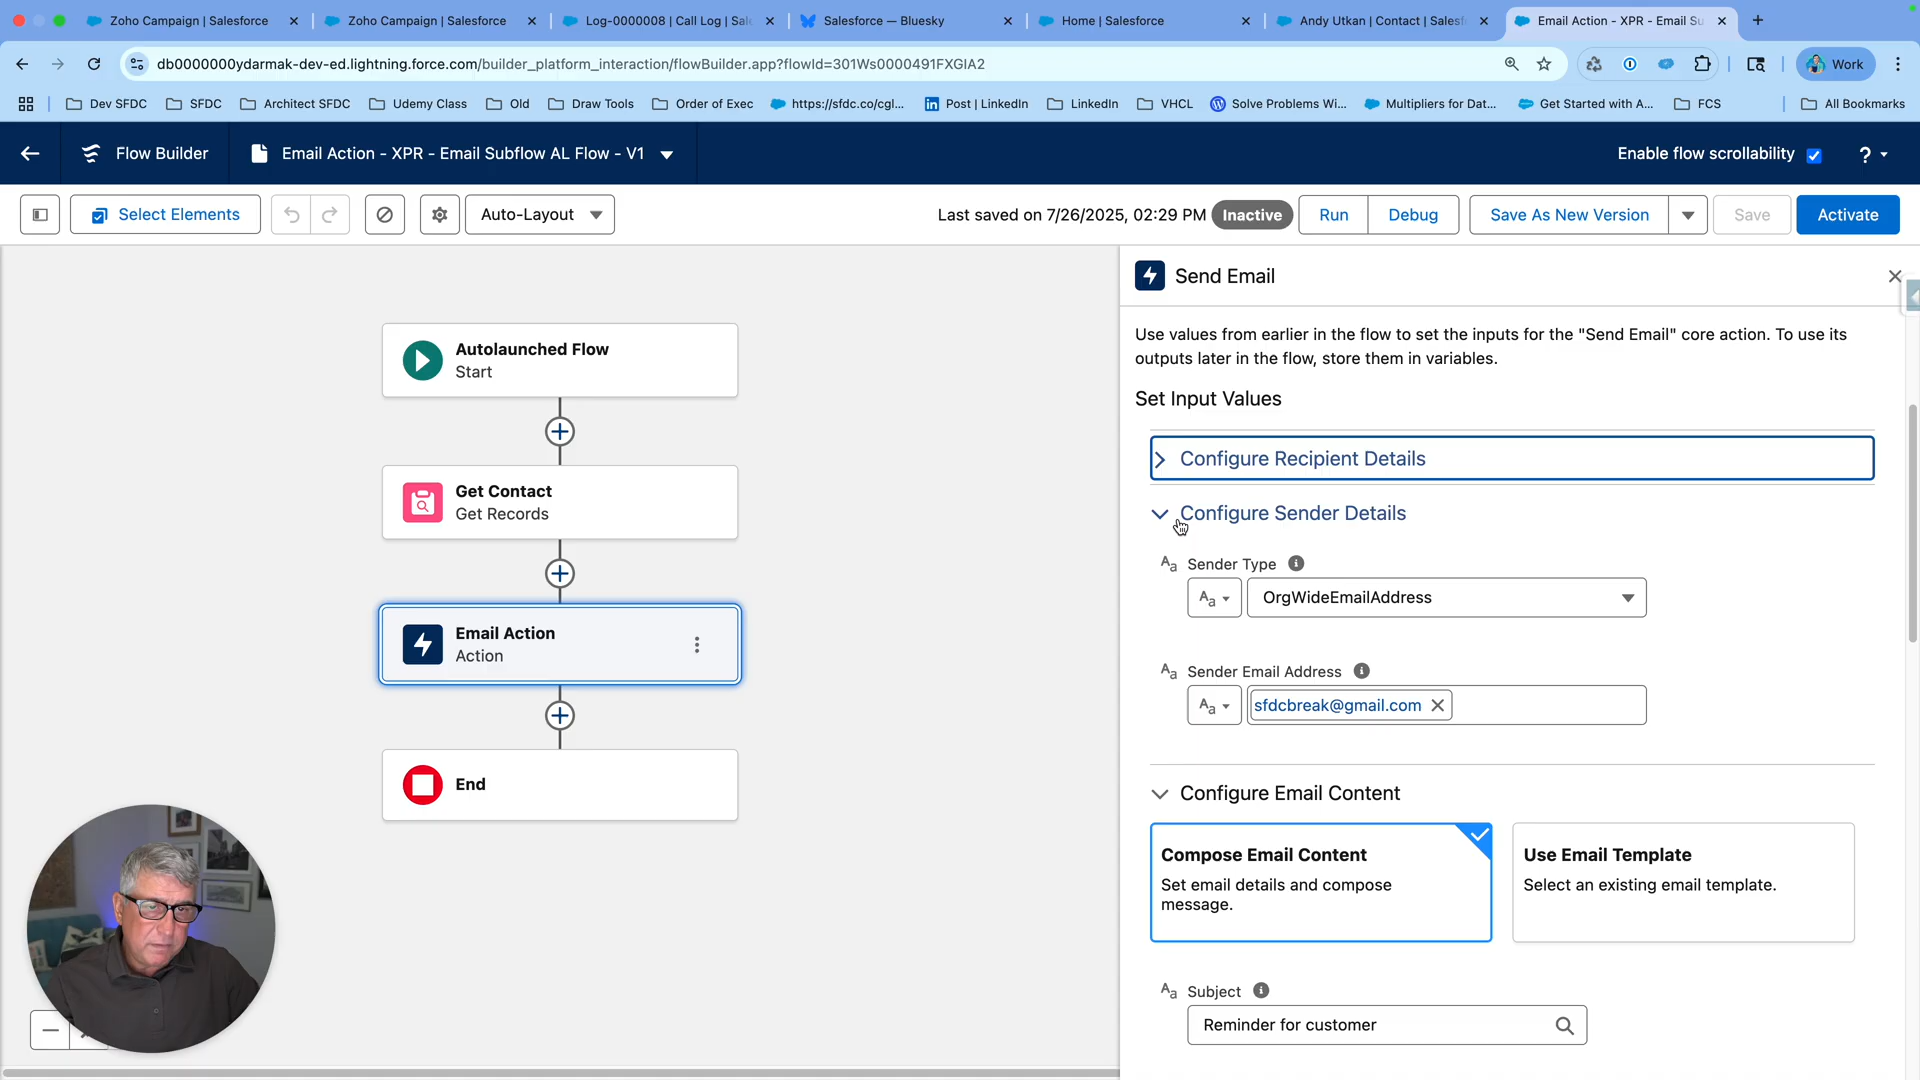 Zoho Campaign | Salesforce
Zoho Campaign | Salesforce
Log-0000008 | Call Log | Sal
Salesforce — Bluesky
Home | Salesforce
Andy Utkan | Contact | Salesf
Email Action - XPR - Email Su
db0000000ydarmak-dev-ed.lightning.force.com/builder_platform_interaction/flowBuilder.app?flowId=301Ws0000491FXGIA2
Work
Dev SFDC
SFDC
Architect SFDC
Udemy Class
Old
Draw Tools
Order of Exec
https://sfdc.co/cgl...
Post | LinkedIn
LinkedIn
VHCL
Solve Problems Wi...
Multipliers for Dat...
Get Started with A...
FCS
All Bookmarks
Flow Builder
Email Action - XPR - Email Subflow AL Flow - V1
Enable flow scrollability
?
Select Elements
Auto-Layout
Last saved on 7/26/2025, 02:29 PM
Inactive
Run
Debug
Save As New Version
Save
Activate
Autolaunched Flow
Start
Get Contact
Get Records
Email Action
Action
End
Send Email
Use values from earlier in the flow to set the inputs for the "Send Email" core action. To use its
outputs later in the flow, store them in variables.
Set Input Values
Configure Recipient Details
Configure Sender Details
Aa Sender Type
Aa
OrgWideEmailAddress
Aa Sender Email Address
Aa
sfdcbreak@gmail.com
Configure Email Content
Compose Email Content
Set email details and compose
message.
Use Email Template
Select an existing email template.
Aa Subject
Reminder for customer